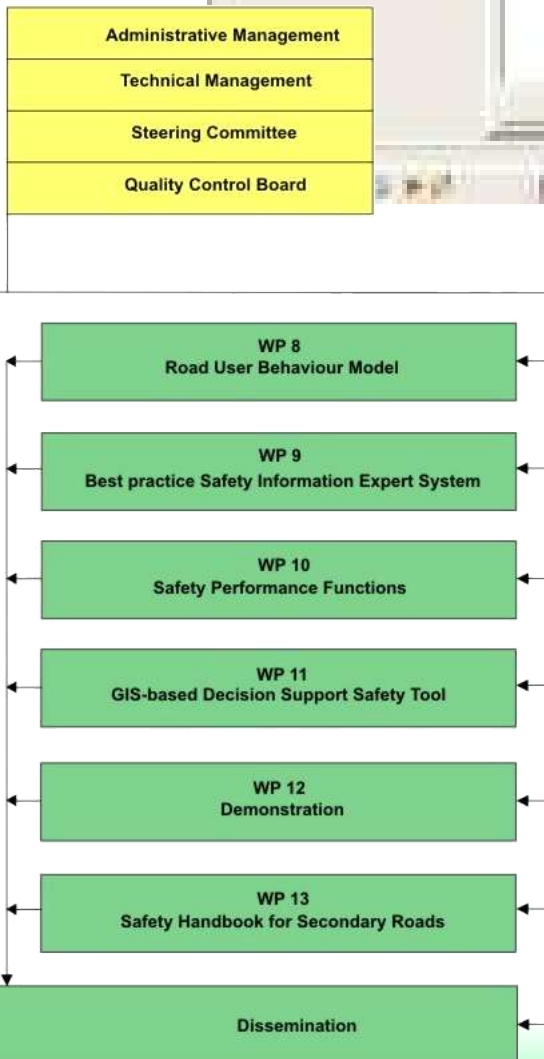 Administrative Management
Technical Management
Steering Committee
Quality Control Board
WP 8
Road User Behaviour Model
WP 9
Best practice Safety Information Expert System
WP 10
Safety Performance Functions
WP 11
GIS-based Decision Support Safety Tool
WP 12
Demonstration
WP 13
Safety Handbook for Secondary Roads
Dissemination